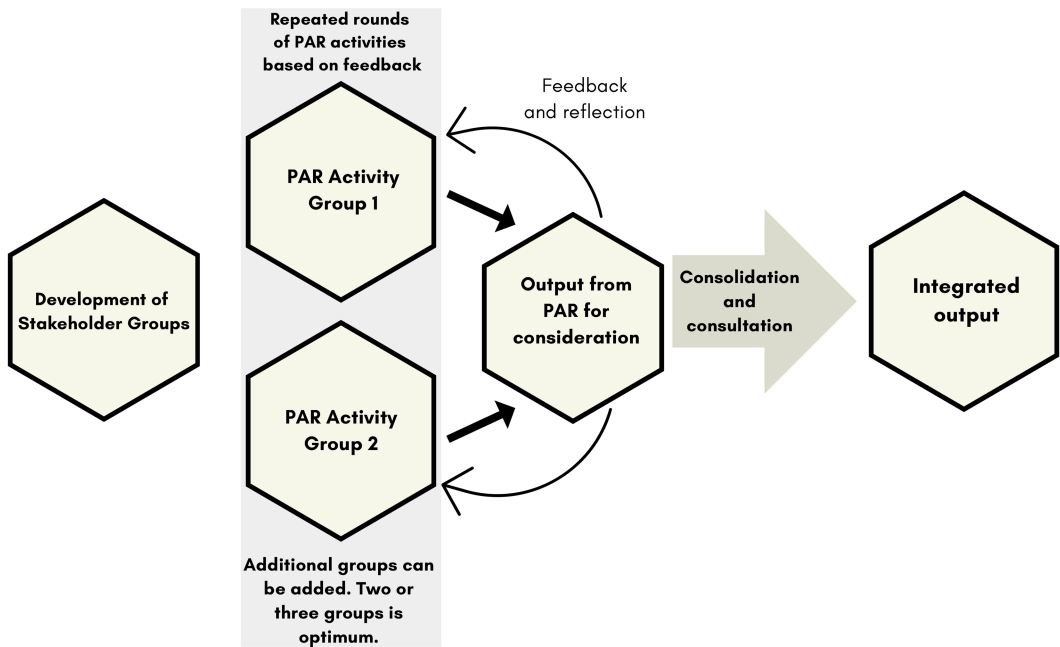 Repeated rounds
of PAR activities
based on feedback
Feedback
and reflection
PAR Activity
Group 1
Development of
Stakeholder Groups
Output from
PAR for
consideration
Consolidation
and
consultation
Integrated
output
PAR Activity
Group 2
Additional groups can
be added. Two or
three groups is
optimum.